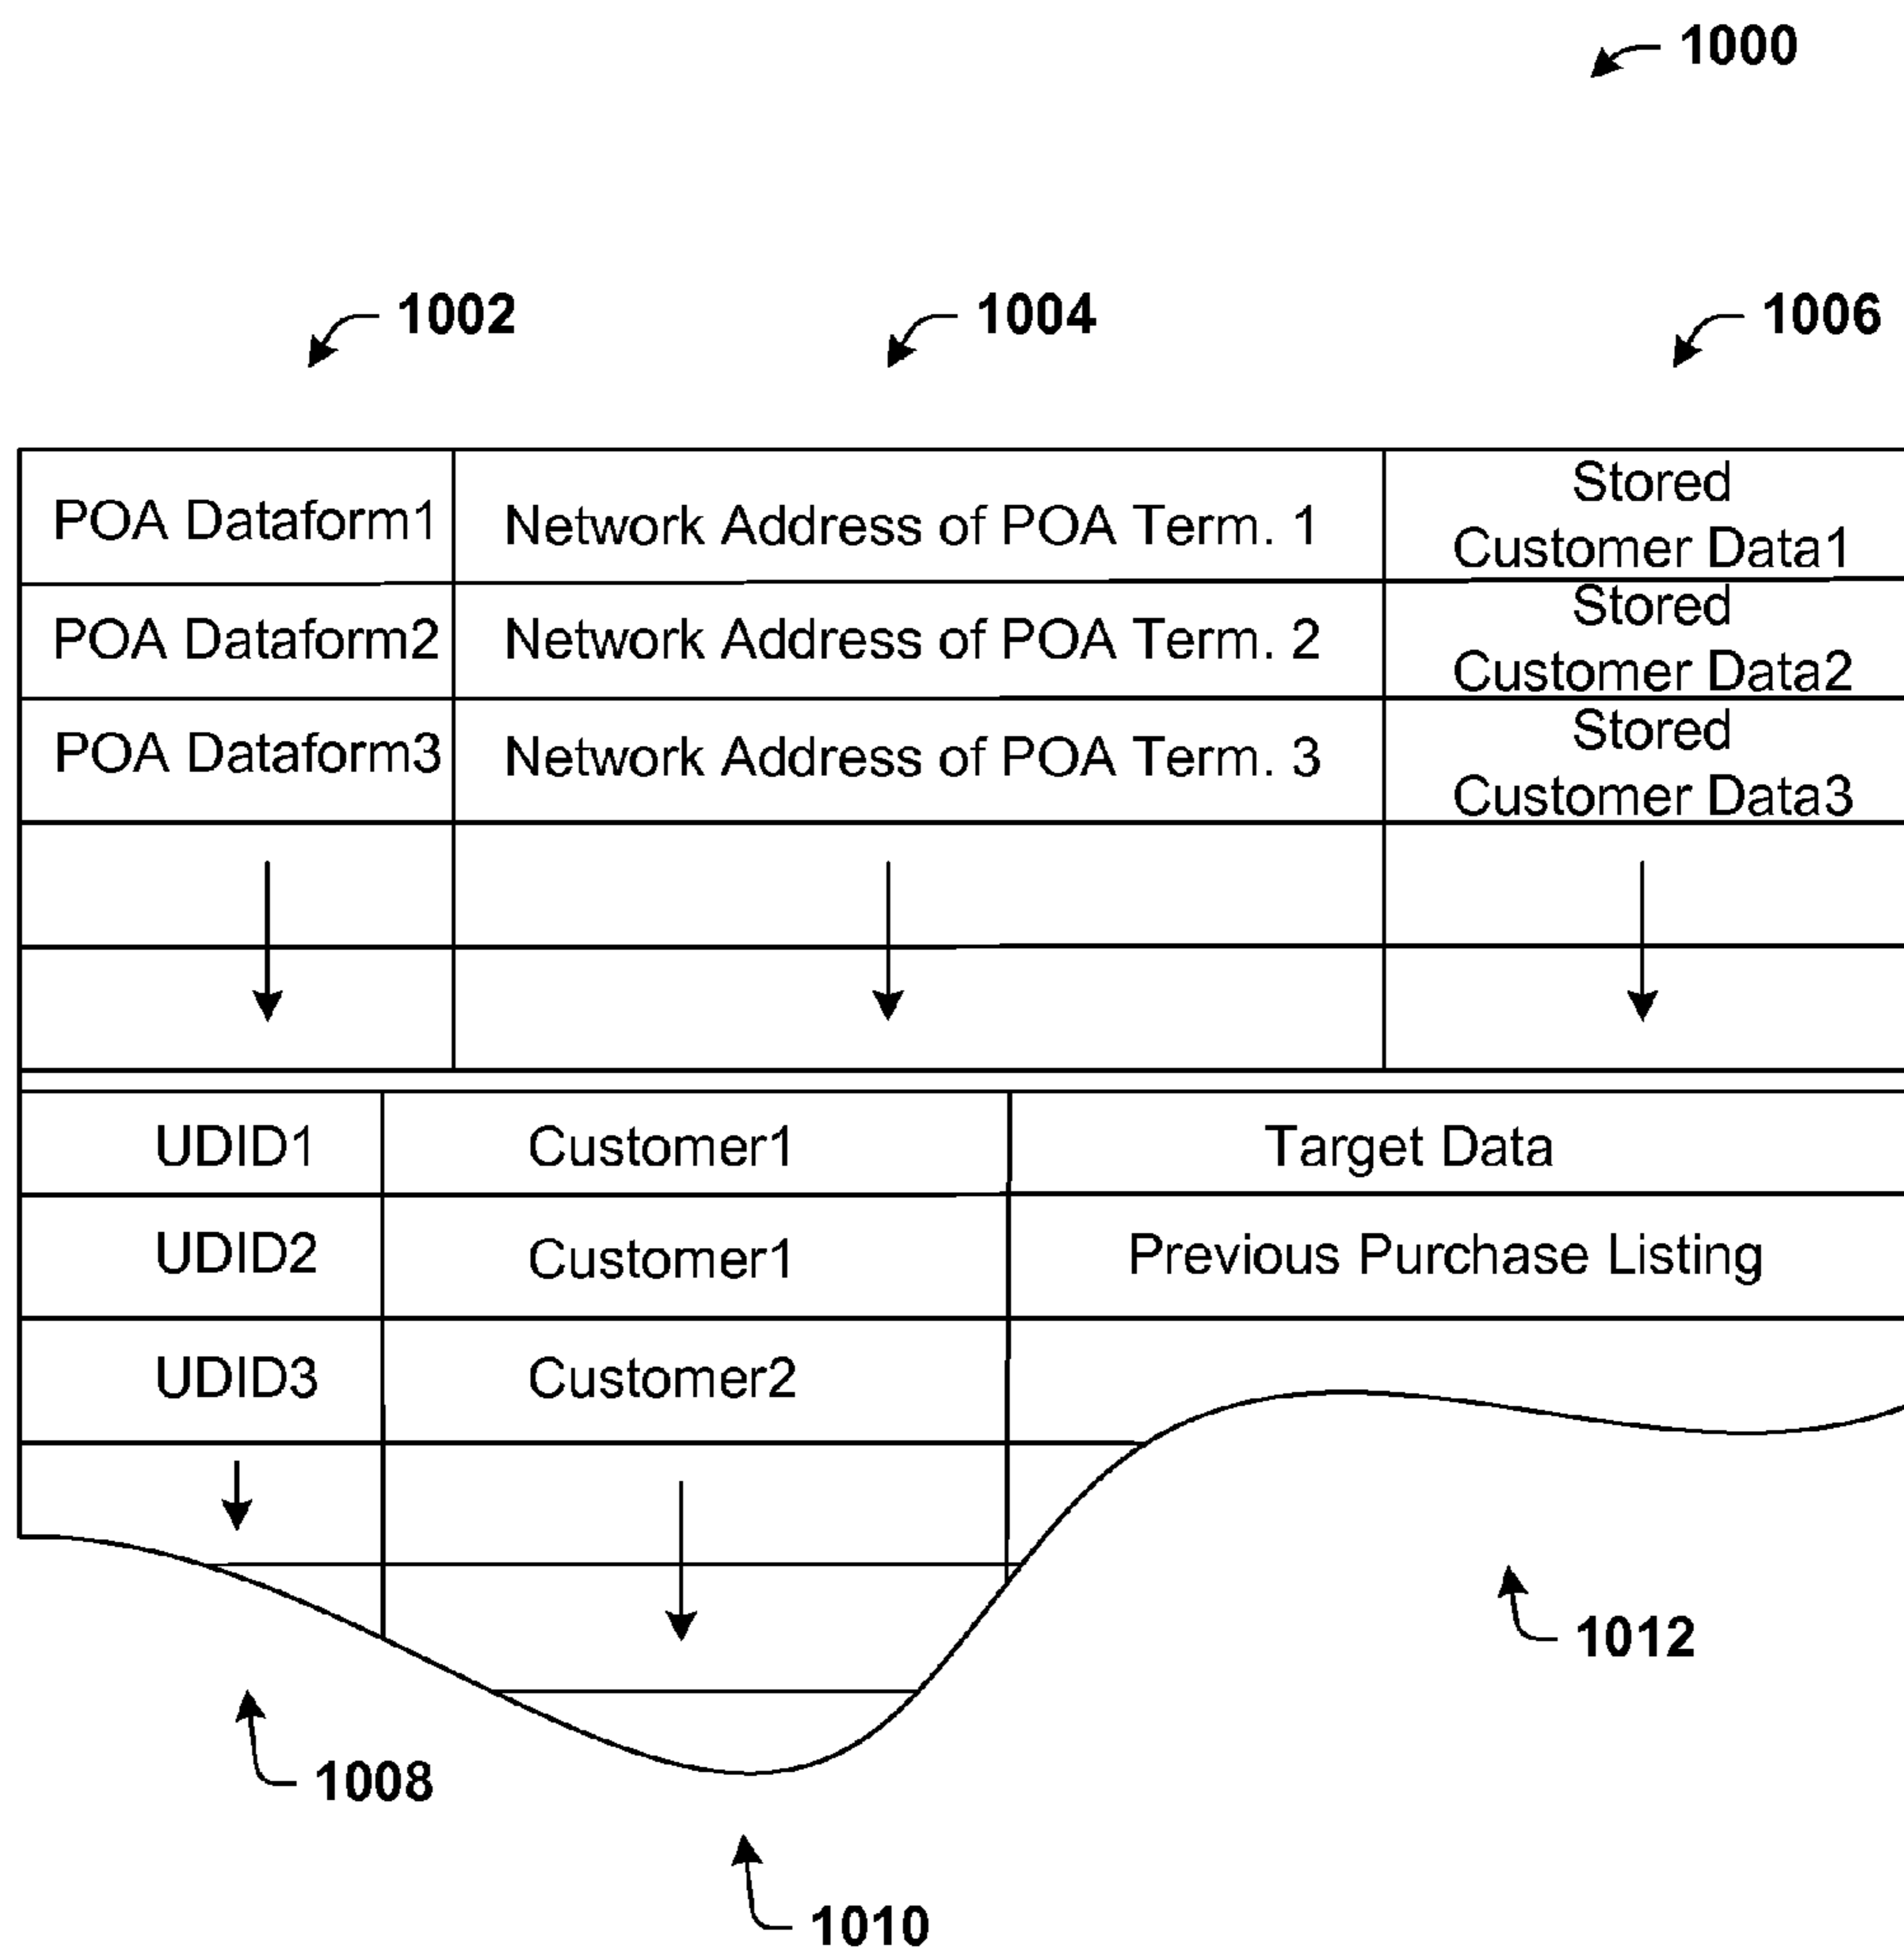 1000
1002
1004
1006
POA Dataform1
Network Address of POA Term. 1
Stored
Customer Data1
POA Dataform2
Network Address of POA Term. 2
Stored
Customer Data2
POA Dataform3
Network Address of POA Term. 3
Stored
Customer Data3
UDID1
Customer1
Target Data
UDID2
Customer1
Previous Purchase Listing
UDID3
Customer2
1012
1008
1010